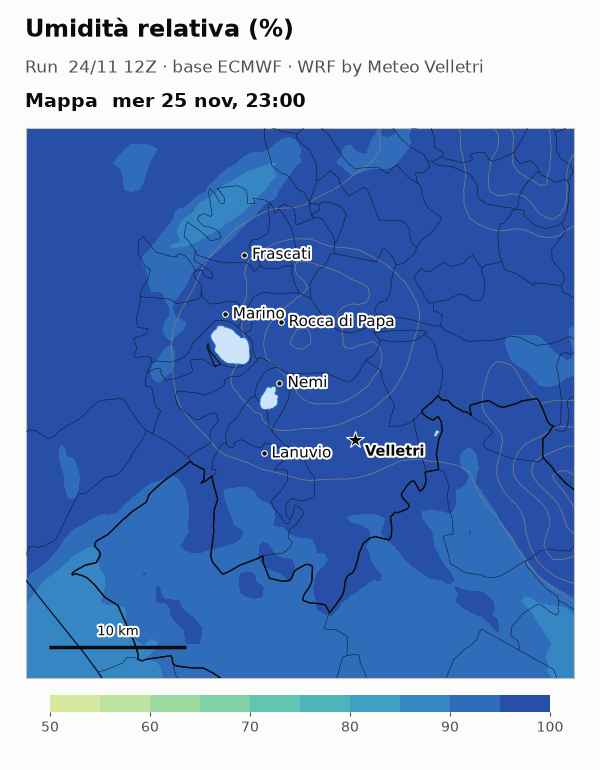 Umidità relativa (%)
Run  24/11 12Z · base ECMWF · WRF by Meteo Velletri
Mappa  mer 25 nov, 23:00
Frascati
Marino
Rocca di Papa
Nemi
Velletri
Lanuvio
10 km
50 60 70 80 90 100